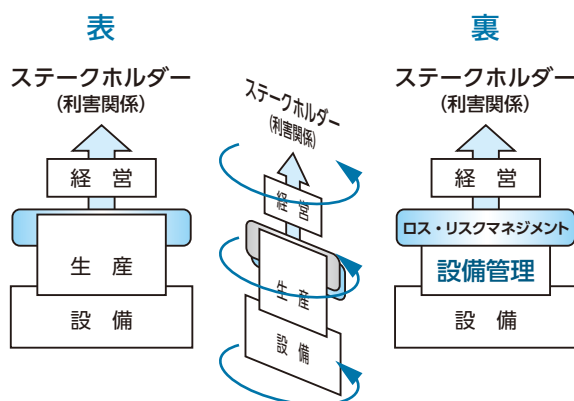 表
ステークホルダー
(利害関係)
経 営
生 産
設 備
ステークホルダー
(利害関係)
経 営
生 産
設 備
裏
ステークホルダー
(利害関係)
経 営
ロス・リスクマネジメント
設備管理
設 備